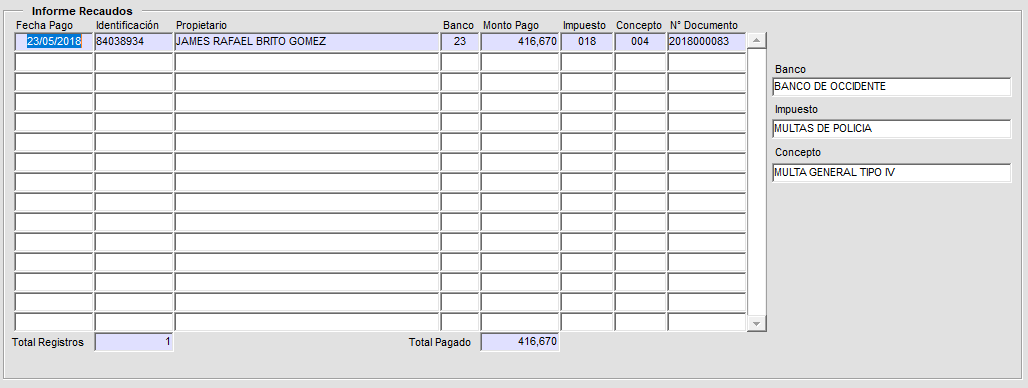 Informe Recaudos
Fecha Pago Identificación Propietario Banco Monto Pago Impuesto Concepto N° Documento
23/05/2018 84038934 JAMES RAFAEL BRITO GOMEZ 23 416,670 018 004 2018000083
Banco
BANCO DE OCCIDENTE
Impuesto
MULTAS DE POLICIA
Concepto
MULTA GENERAL TIPO IV
Total Registros 1 Total Pagado 416,670